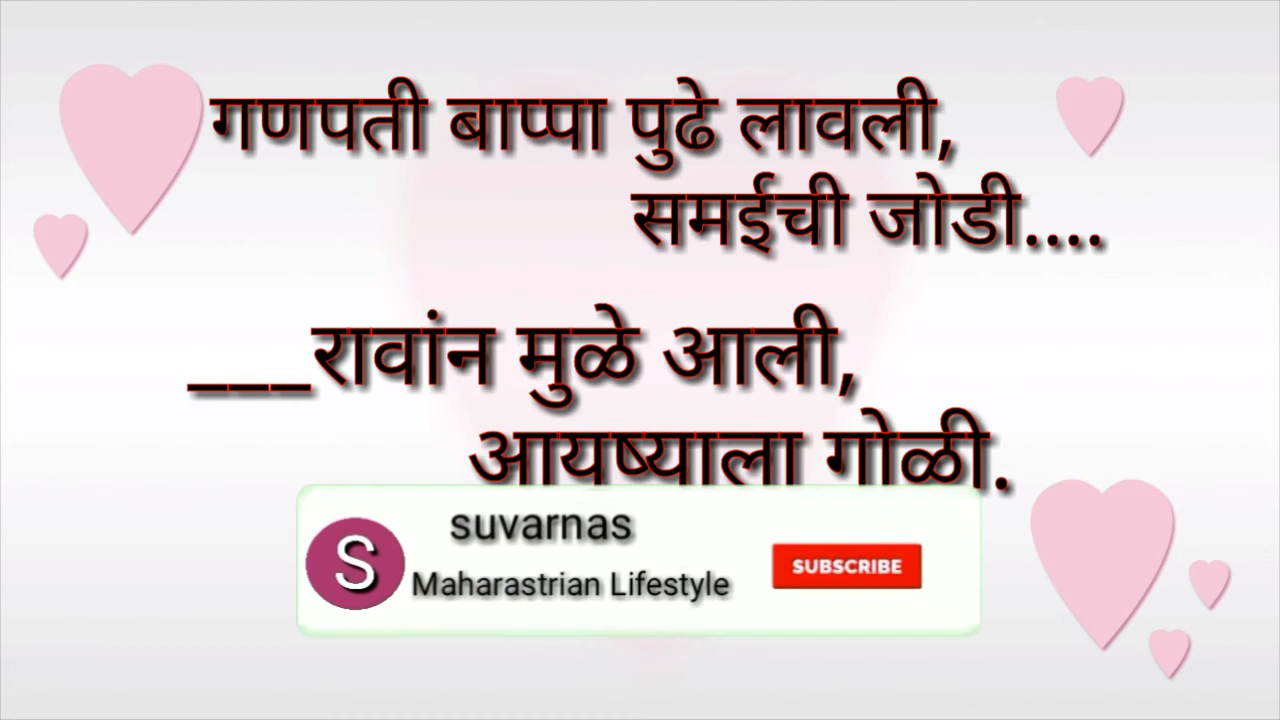 गणपती बाप्पा पुढे लावली,
समईची जोडी....
___रावांन मुळे आली,
आयष्याला गोळी.
suvarnas
S
Maharastrian Lifestyle
SUBSCRIBE